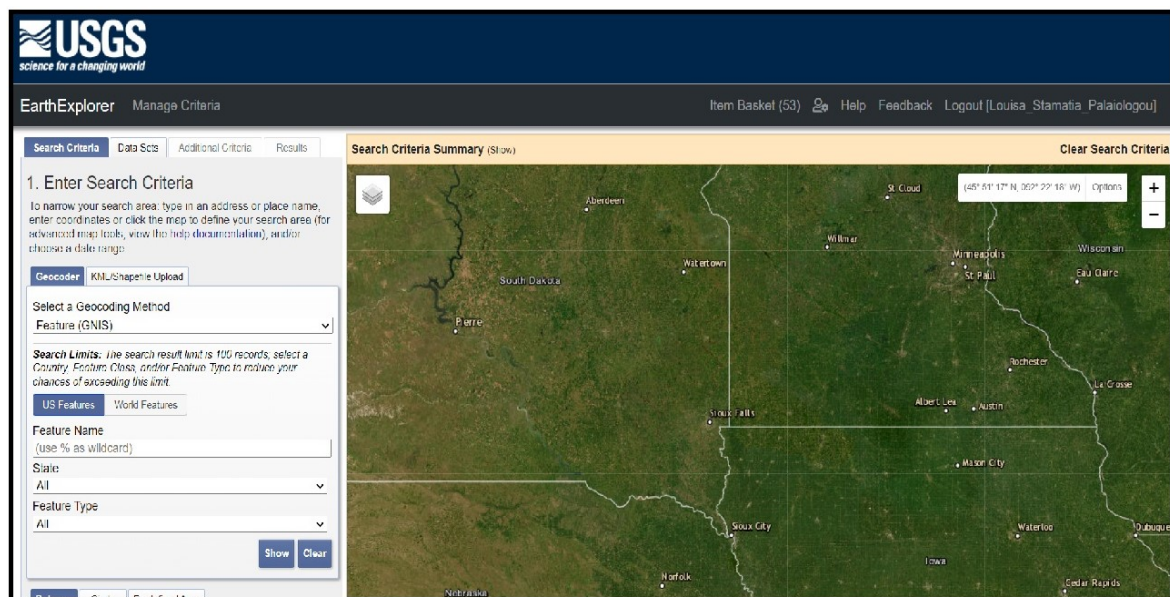 USGS
science for a changing world
EarthExplorer Manage Criteria Item Basket (53) Help Feedback Logout [Louisa_Stamatia_Palaiologou]
Search Criteria Data Sets Additional Criteria Results
Search Criteria Summary (Show) Clear Search Criteria
1. Enter Search Criteria
To narrow your search area: type in an address or place name,
enter coordinates or click the map to define your search area (for
advanced map tools, view the help documentation), and/or
choose a date range
Geocoder KML/Shapefile Upload
Select a Geocoding Method
Feature (GNIS)
Search Limits: The search result limit is 100 records, select a
Country, Feature Class, and/or Feature Type to reduce your
chances of exceeding this limit.
US Features World Features
Feature Name
(use % as wildcard)
State
All
Feature Type
All
Show Clear
(45° 51' 17" N, 092° 22' 18" W) Options
+
-
St. Cloud
Aberdeen
Willmar
Minneapolis
St. Paul
Wisconsin
Eau Claire
Watertown
South Dakota
Pierre
Rochester
La Crosse
Albert Lea
Austin
Sioux Falls
Mason City
Sioux City
Waterloo
Dubuque
Iowa
Norfolk
Cedar Rapids
Nebraska